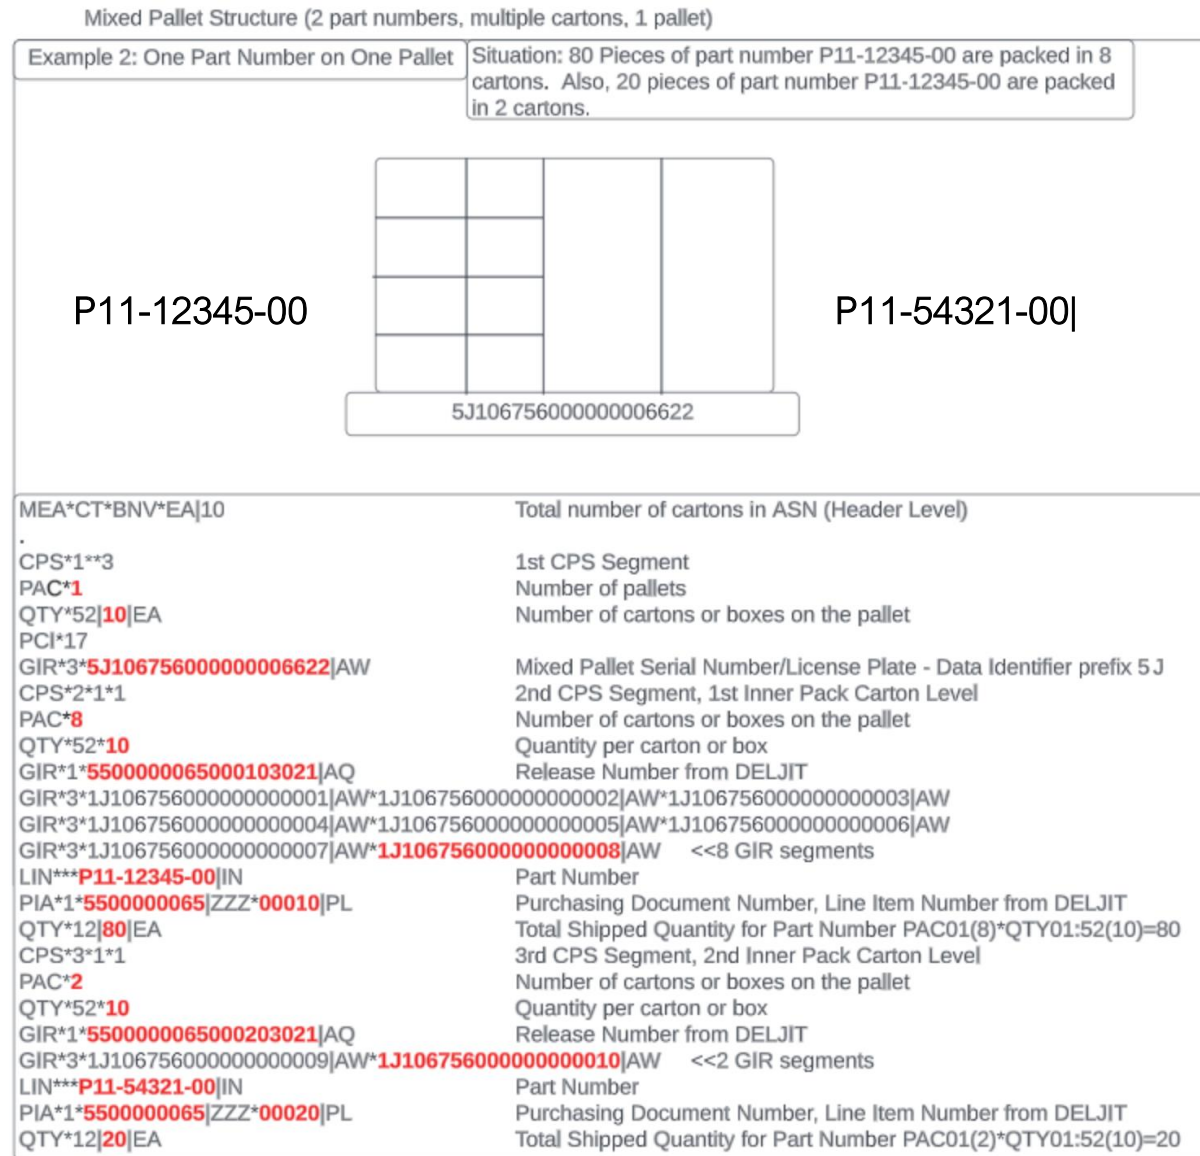 Mixed Pallet Structure (2 part numbers, multiple cartons, 1 pallet)
Example 2: One Part Number on One Pallet
Situation: 80 Pieces of part number P11-12345-00 are packed in 8
cartons. Also, 20 pieces of part number P11-12345-00 are packed
in 2 cartons.
P11-12345-00
P11-54321-00|
5J106756000000006622
MEA*CT*BNV*EA|10 Total number of cartons in ASN (Header Level)
.
CPS*1**3 1st CPS Segment
PAC*1 Number of pallets
QTY*52|10|EA Number of cartons or boxes on the pallet
PCI*17
GIR*3*5J106756000000006622|AW Mixed Pallet Serial Number/License Plate - Data Identifier prefix 5J
CPS*2*1*1 2nd CPS Segment, 1st Inner Pack Carton Level
PAC*8 Number of cartons or boxes on the pallet
QTY*52*10 Quantity per carton or box
GIR*1*5500000065000103021|AQ Release Number from DELJIT
GIR*3*1J106756000000000001|AW*1J106756000000000002|AW*1J106756000000000003|AW
GIR*3*1J106756000000000004|AW*1J106756000000000005|AW*1J106756000000000006|AW
GIR*3*1J106756000000000007|AW*1J106756000000000008|AW <<8 GIR segments
LIN***P11-12345-00|IN Part Number
PIA*1*5500000065|ZZZ*00010|PL Purchasing Document Number, Line Item Number from DELJIT
QTY*12|80|EA Total Shipped Quantity for Part Number PAC01(8)*QTY01:52(10)=80
CPS*3*1*1 3rd CPS Segment, 2nd Inner Pack Carton Level
PAC*2 Number of cartons or boxes on the pallet
QTY*52*10 Quantity per carton or box
GIR*1*5500000065000203021|AQ Release Number from DELJIT
GIR*3*1J106756000000000009|AW*1J106756000000000010|AW <<2 GIR segments
LIN***P11-54321-00|IN Part Number
PIA*1*5500000065|ZZZ*00020|PL Purchasing Document Number, Line Item Number from DELJIT
QTY*12|20|EA Total Shipped Quantity for Part Number PAC01(2)*QTY01:52(10)=20